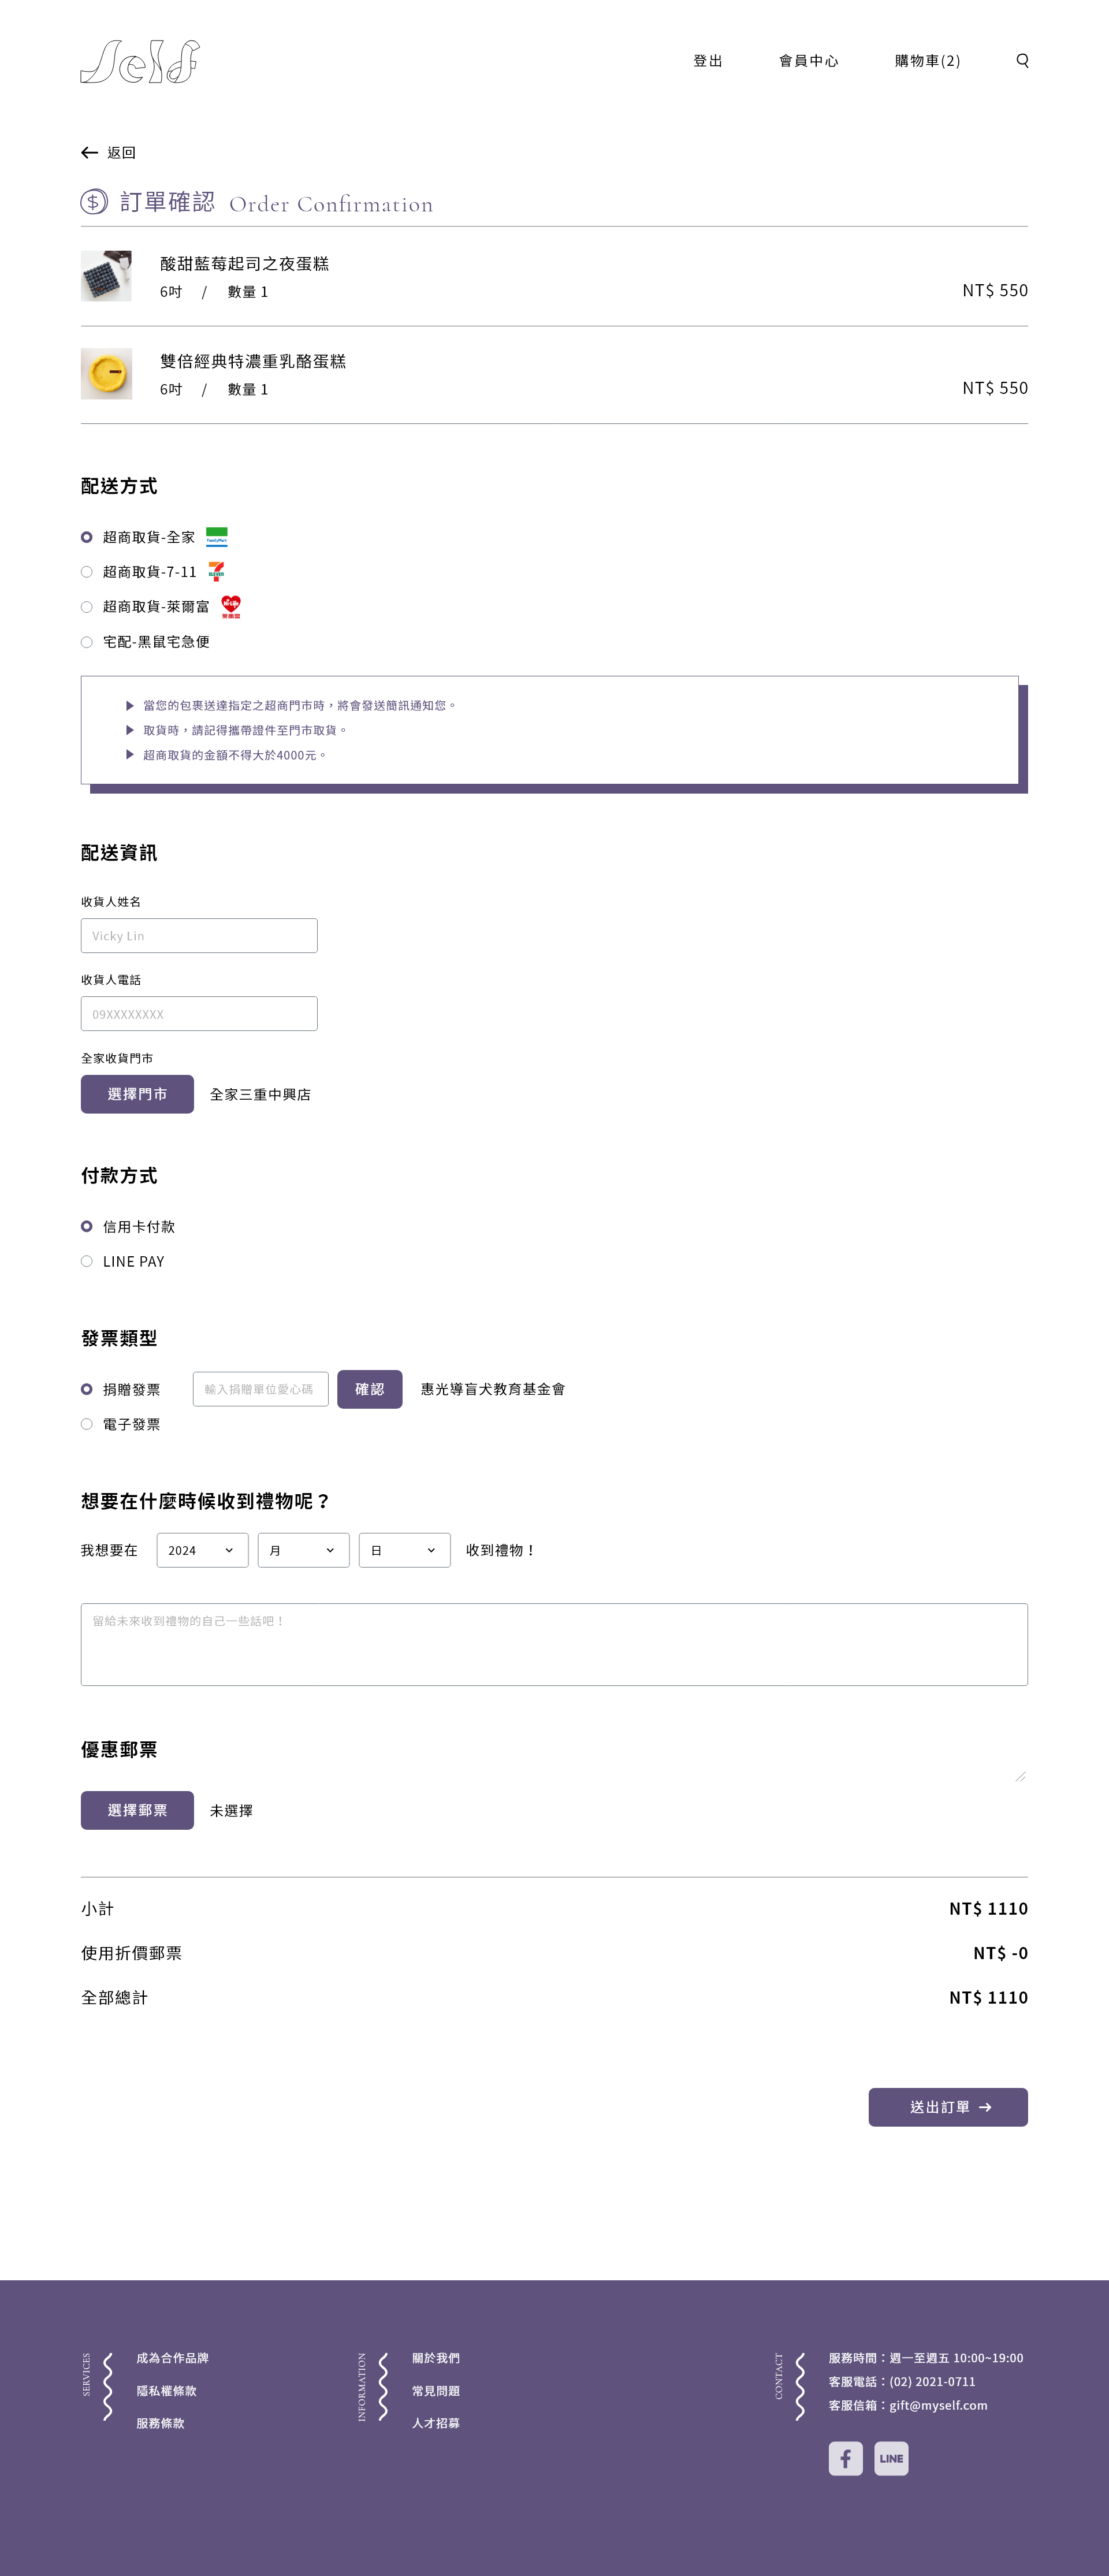 Self
登出 會員中心 購物車(2)
返回
訂單確認 Order Confirmation
酸甜藍莓起司之夜蛋糕
6吋 / 數量 1
NT$ 550
雙倍經典特濃重乳酪蛋糕
6吋 / 數量 1
NT$ 550
配送方式
超商取貨-全家 FamilyMart
超商取貨-7-11 7 ELEVEN
超商取貨-萊爾富 Hi-Life 萊爾富
宅配-黑鼠宅急便
當您的包裹送達指定之超商門市時，將會發送簡訊通知您。
取貨時，請記得攜帶證件至門市取貨。
超商取貨的金額不得大於4000元。
配送資訊
收貨人姓名
Vicky Lin
收貨人電話
09XXXXXXXX
全家收貨門市
選擇門市 全家三重中興店
付款方式
信用卡付款
LINE PAY
發票類型
捐贈發票 輸入捐贈單位愛心碼 確認 惠光導盲犬教育基金會
電子發票
想要在什麼時候收到禮物呢？
我想要在 2024 月 日 收到禮物！
留給未來收到禮物的自己一些話吧！
優惠郵票
選擇郵票 未選擇
小計 NT$ 1110
使用折價郵票 NT$ -0
全部總計 NT$ 1110
送出訂單
SERVICES
成為合作品牌
隱私權條款
服務條款
INFORMATION
關於我們
常見問題
人才招募
CONTACT
服務時間：週一至週五 10:00~19:00
客服電話：(02) 2021-0711
客服信箱：gift@myself.com
LINE